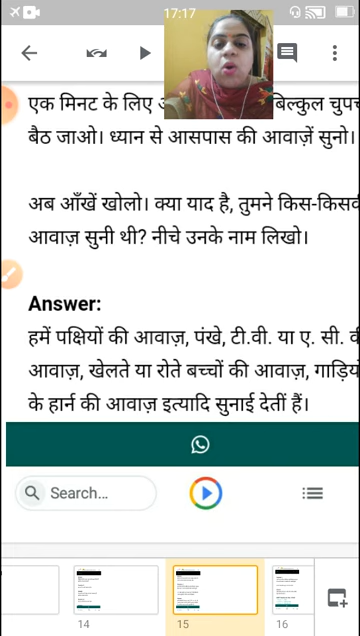 17:17
एक मिनट के लिए
बिल्कुल
बैठ जाओ। ध्यान से आसपास की आवाज़ें सुनो।
अब आँखें खोलो। क्या याद है, तुमने
आवाज़ सुनी थी? नीचे उनके नाम लिखो।
Answer:
हमें पक्षियों की आवाज़, पंखे, टी.वी. या ए. सी.
आवाज़, खेलते या रोते बच्चों की आवाज़,
के हार्न की आवाज़ इत्यादि सुनाई देतीं हैं।
Search...
14
15
16